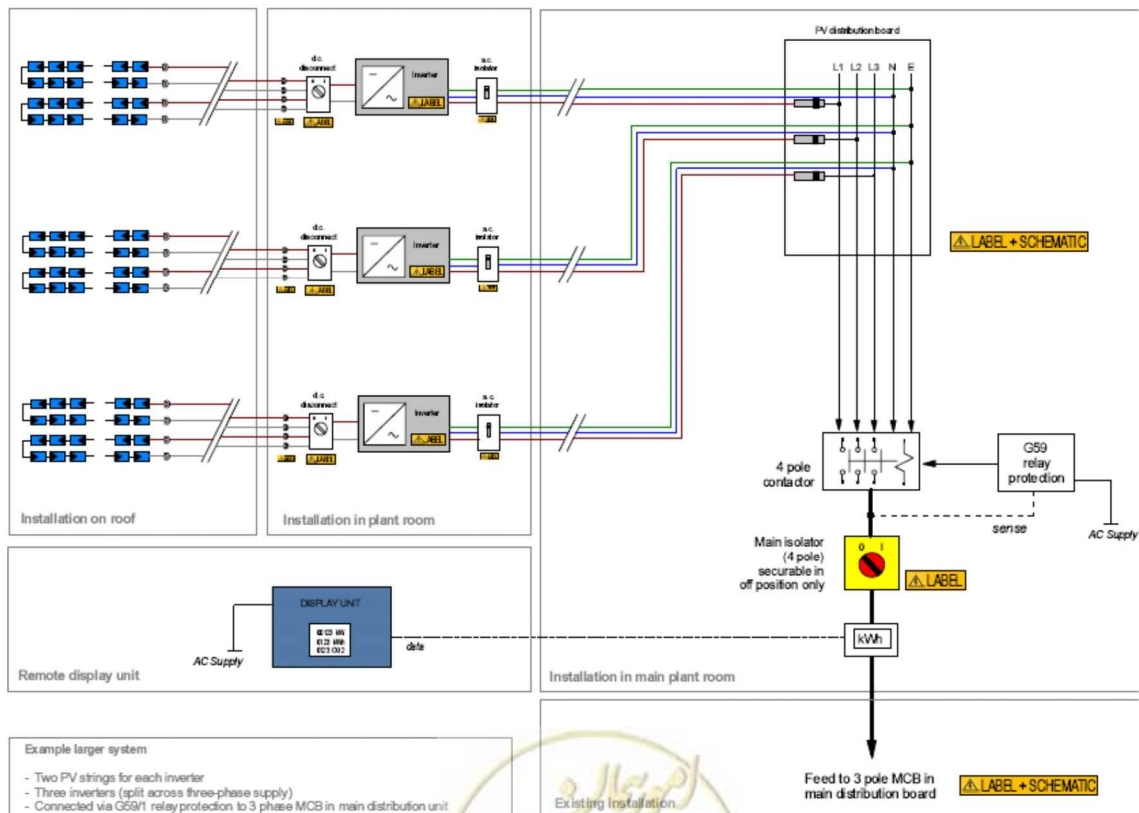 PV distribution board
L1 L2 L3 N E
d.c.
disconnect
Inverter
LABEL
a.c.
isolator
LABEL
LABEL + SCHEMATIC
d.c.
disconnect
Inverter
LABEL
a.c.
isolator
LABEL
d.c.
disconnect
Inverter
LABEL
a.c.
isolator
LABEL
4 pole
contactor
G59
relay
protection
sense
AC Supply
Installation on roof
Installation in plant room
Main isolator
(4 pole)
securable in
off position only
0 I
LABEL
DISPLAY UNIT
kWh
data
AC Supply
Remote display unit
Installation in main plant room
Example larger system
- Two PV strings for each inverter
- Three inverters (split across three-phase supply)
- Connected via G59/1 relay protection to 3 phase MCB in main distribution unit
Existing Installation
Feed to 3 pole MCB in
main distribution board
LABEL + SCHEMATIC